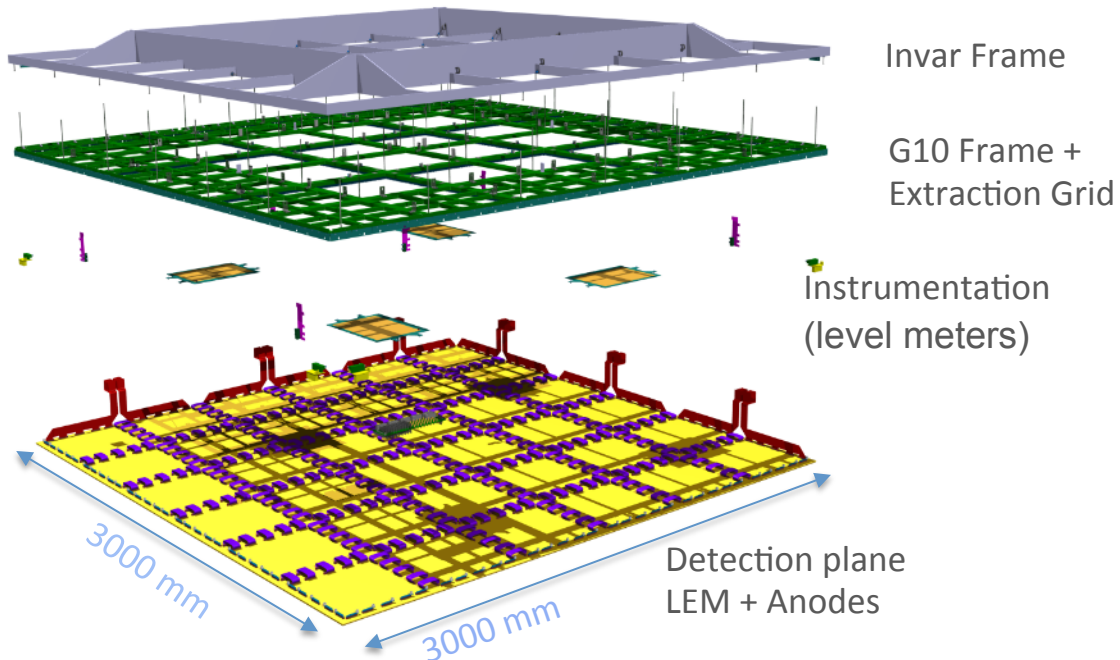 Invar Frame
G10 Frame +
Extraction Grid
Instrumentation
(level meters)
3000 mm
3000 mm
Detection plane
LEM + Anodes